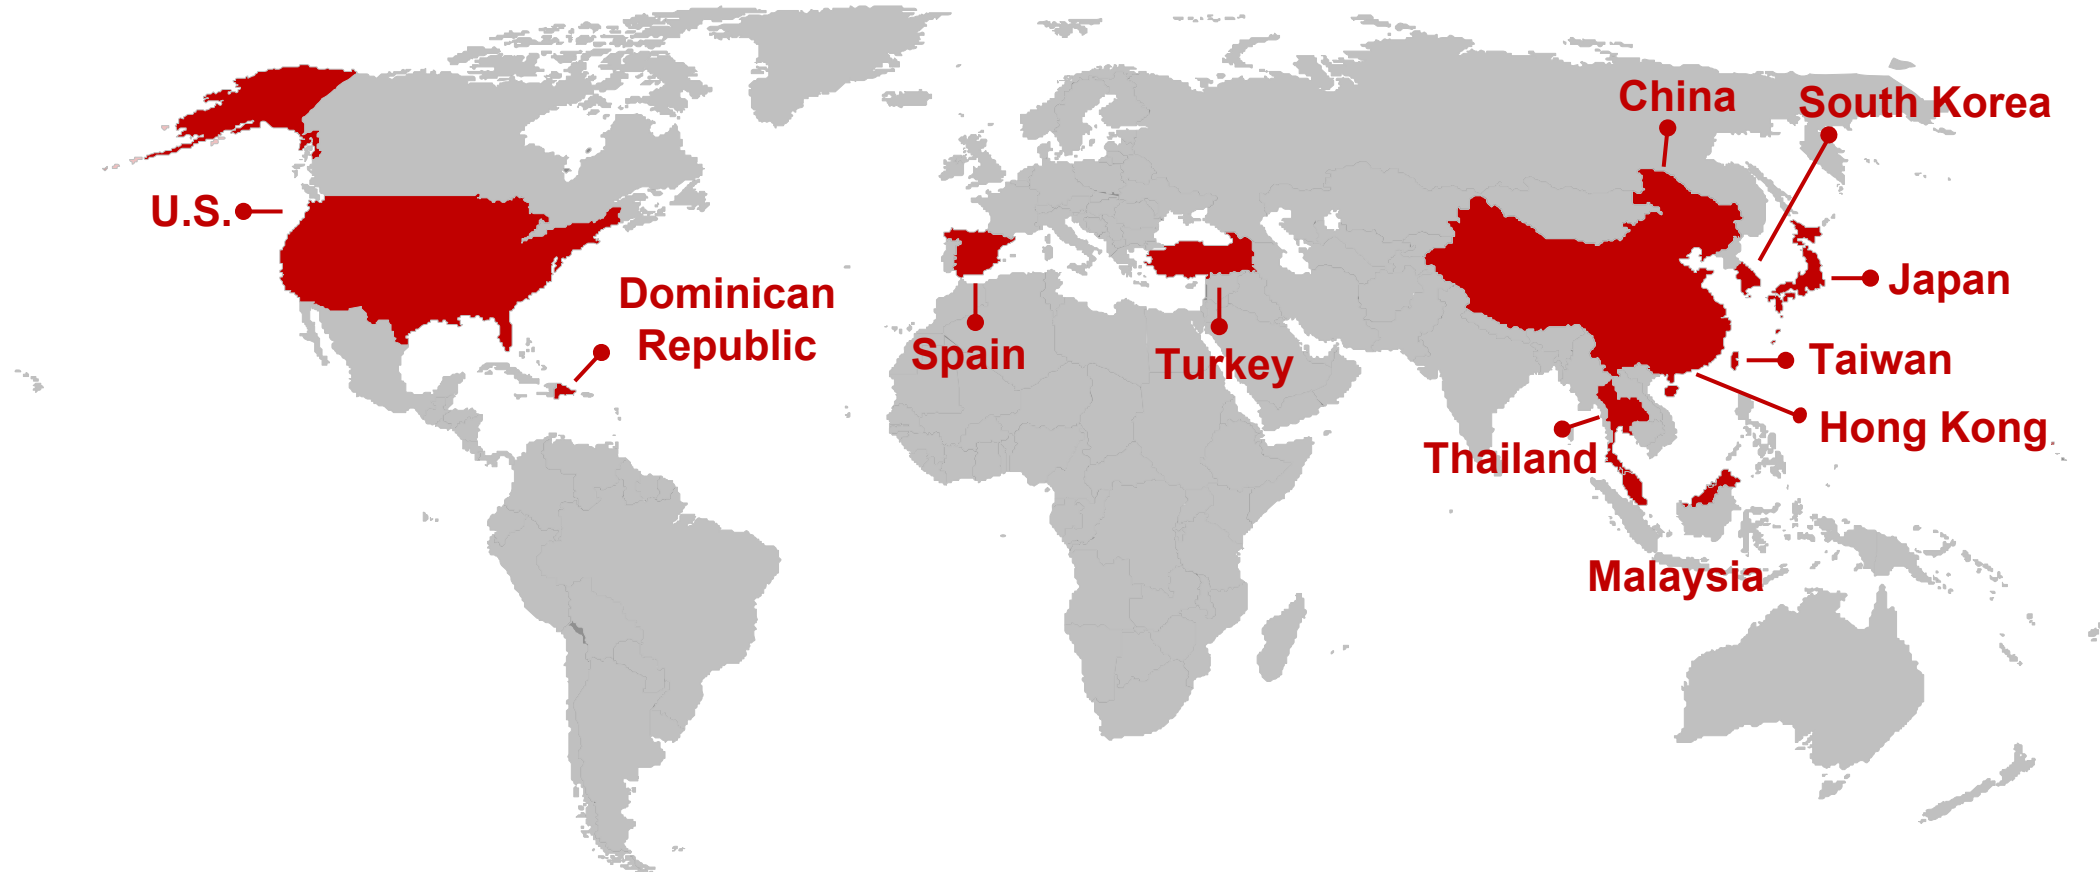 China
South Korea
U.S.
Dominican
Republic
Japan
Spain
Turkey
Taiwan
Hong Kong
Thailand
Malaysia